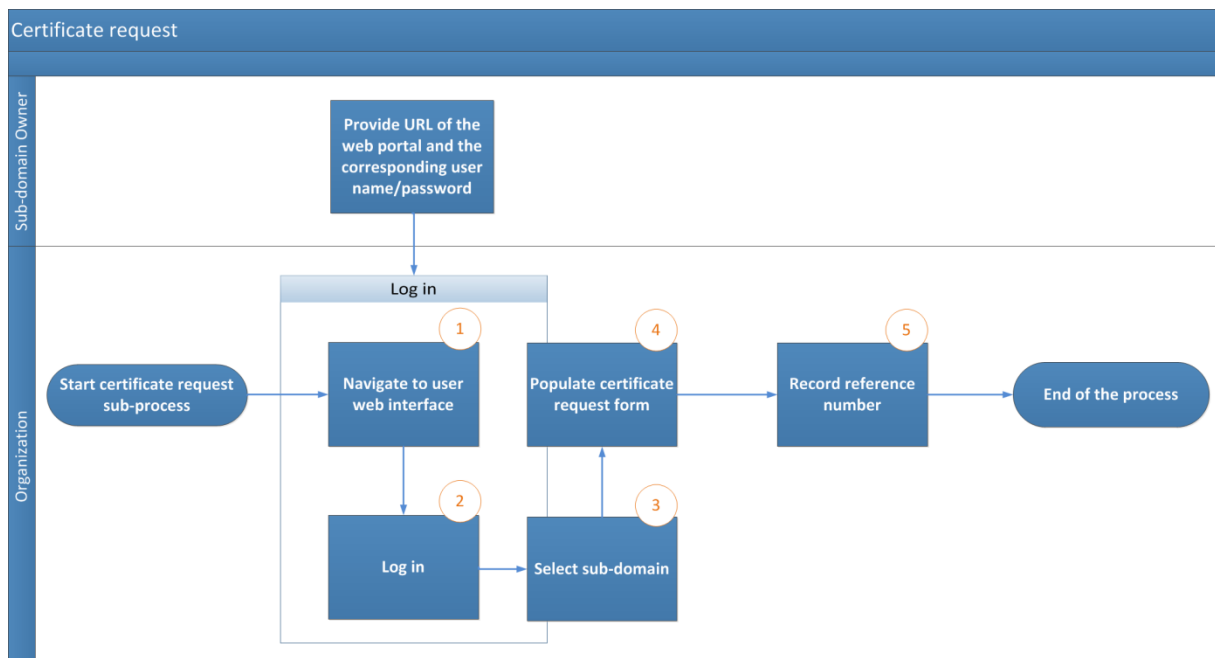 Certificate request
Sub-domain Owner
Provide URL of the
web portal and the
corresponding user
name/password
Organization
Log in
Start certificate request
sub-process
1
Navigate to user
web interface
2
Log in
3
Select sub-domain
4
Populate certificate
request form
5
Record reference
number
End of the process